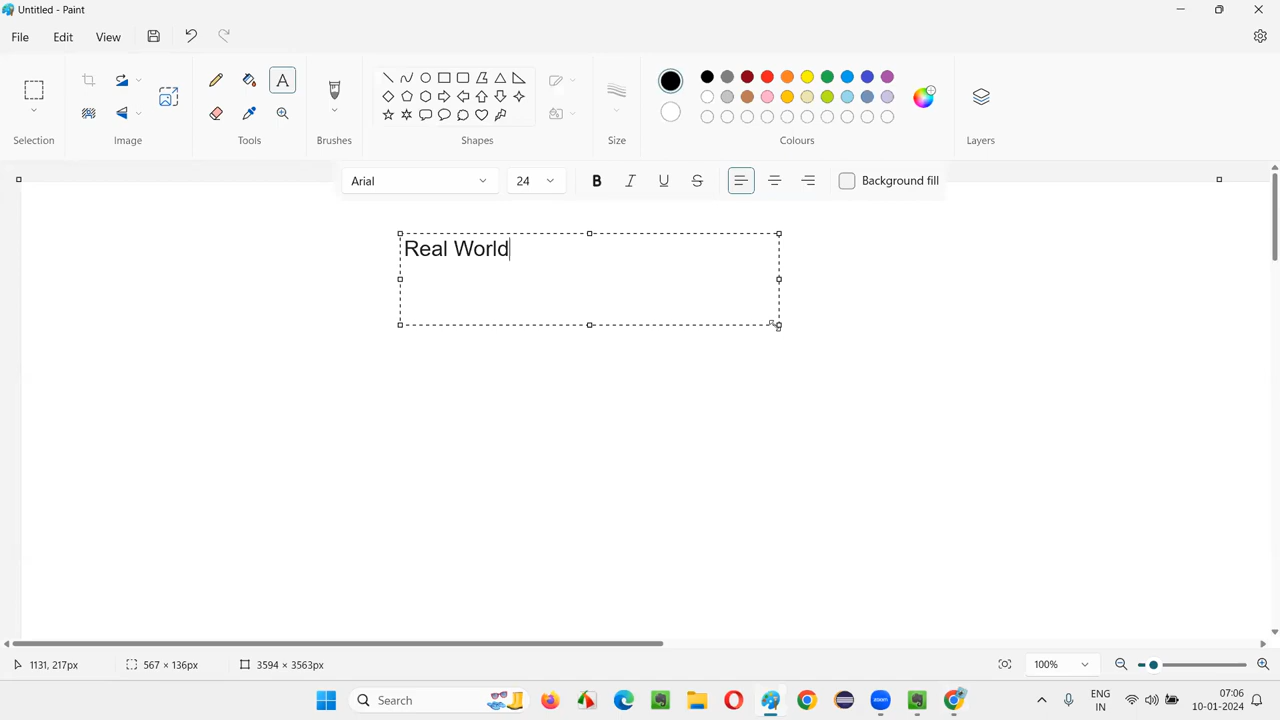 Untitled - Paint
File Edit View
Selection Image Tools Brushes Shapes Size Colours Layers
Arial 24 B I U A Background fill
Real World
1131, 217px 567 × 136px 3594 × 3563px 100%
Search zoom ENG 07:06
IN 10-01-2024